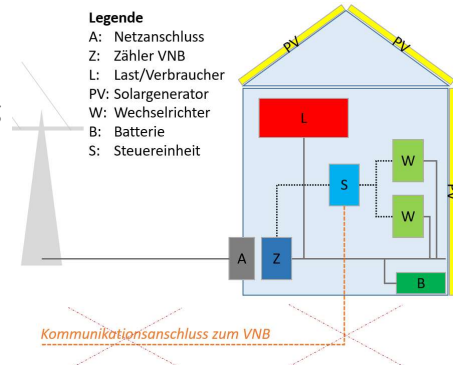 Legende
A: Netzanschluss
Z: Zähler VNB
L: Last/Verbraucher
PV: Solargenerator
W: Wechselrichter
B: Batterie
S: Steuereinheit
PV
PV
L
W
S
PV
W
A
Z
B
Kommunikationsanschluss zum VNB